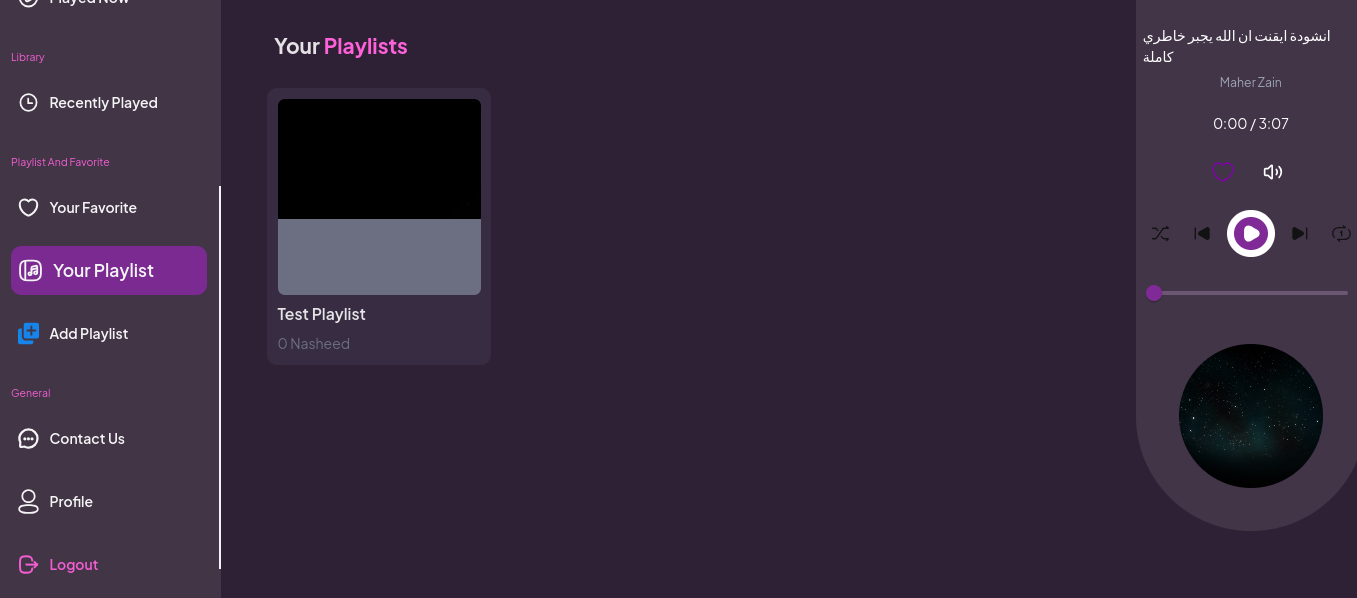 Played Now
Library
Recently Played
Playlist And Favorite
Your Favorite
Your Playlist
Add Playlist
General
Contact Us
Profile
Logout
Your Playlists
Test Playlist
0 Nasheed
انشودة ايقنت ان الله يجبر خاطري
كاملة
Maher Zain
0:00 / 3:07
1